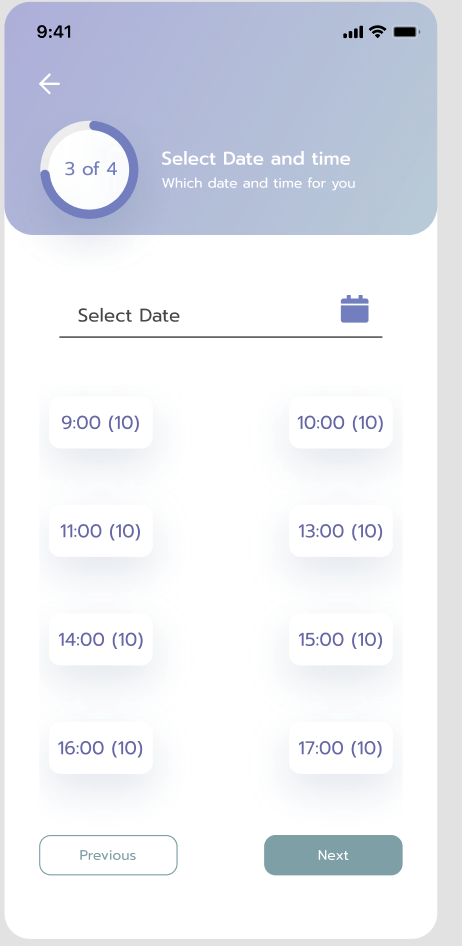 9:41
3 of 4
Select Date and time
Which date and time for you
Select Date
9:00 (10)
10:00 (10)
11:00 (10)
13:00 (10)
14:00 (10)
15:00 (10)
16:00 (10)
17:00 (10)
Previous
Next